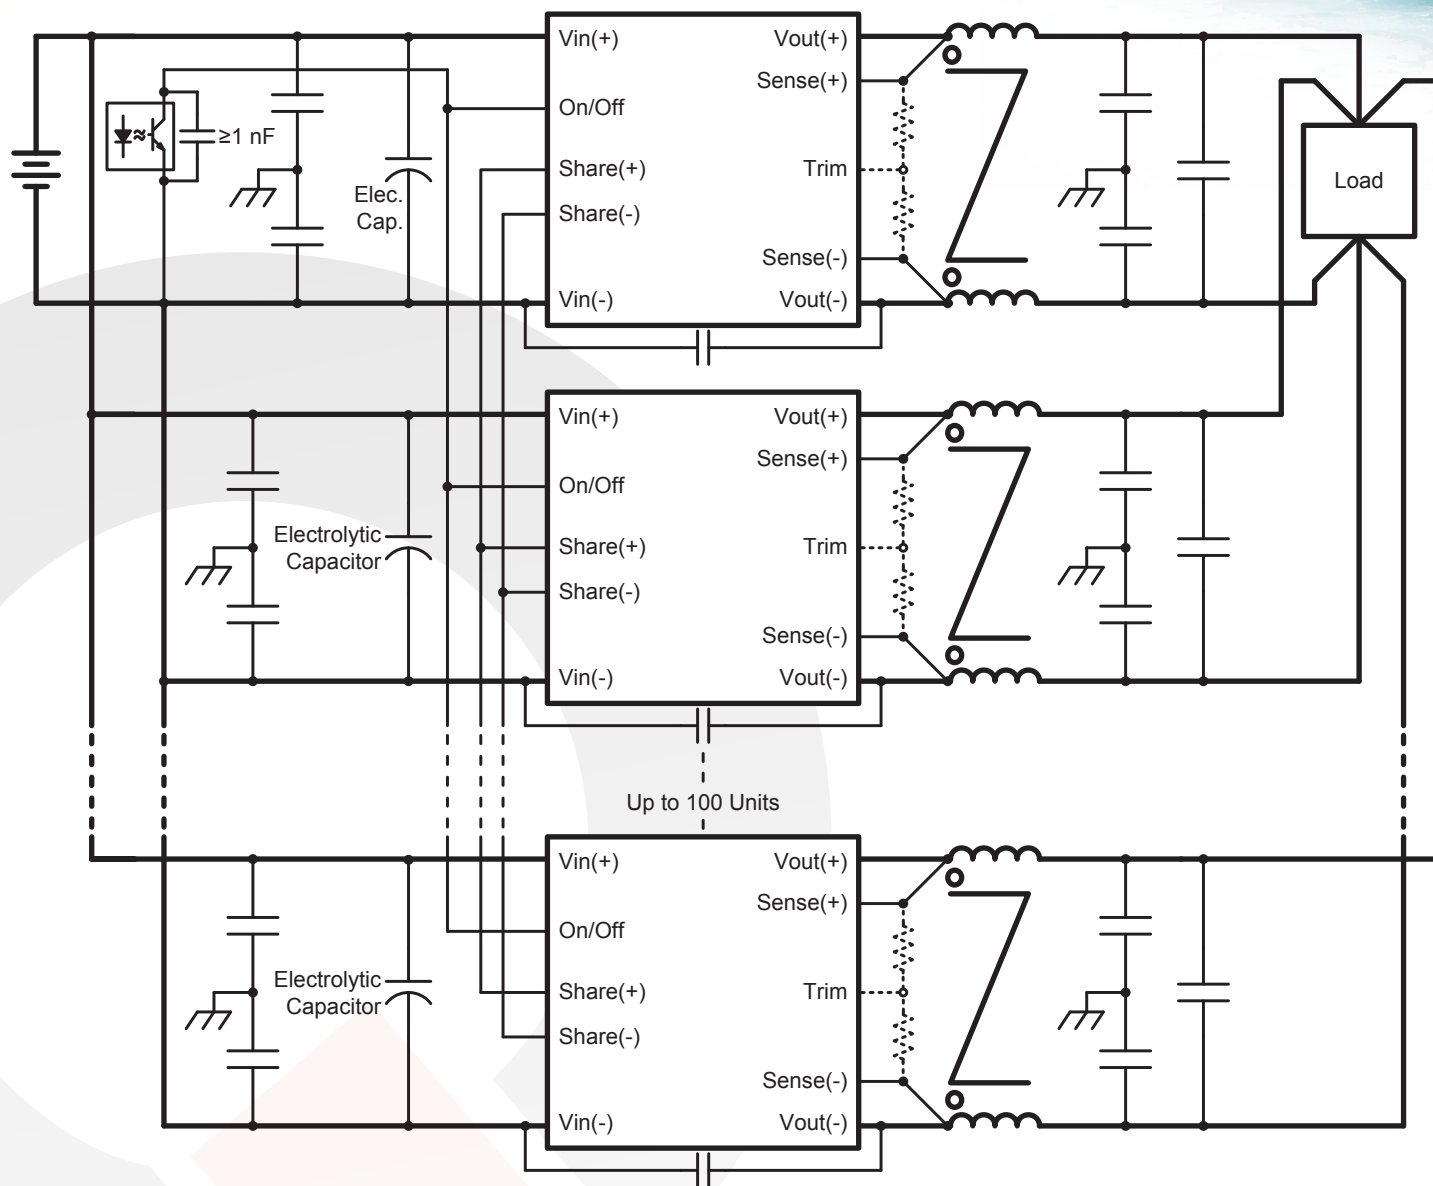 Vin(+)
Vout(+)
Sense(+)
On/Off
≥1 nF
Share(+)
Trim
Load
Elec.
Cap.
Share(-)
Sense(-)
Vin(-)
Vout(-)
Vin(+)
Vout(+)
Sense(+)
On/Off
Electrolytic
Capacitor
Share(+)
Trim
Share(-)
Sense(-)
Vin(-)
Vout(-)
Up to 100 Units
Vin(+)
Vout(+)
Sense(+)
On/Off
Electrolytic
Capacitor
Share(+)
Trim
Share(-)
Sense(-)
Vin(-)
Vout(-)